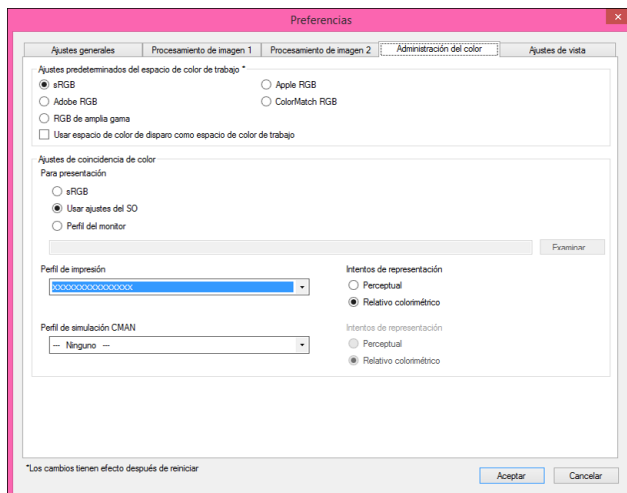 Preferencias
Ajustes generales
Procesamiento de imagen 1
Procesamiento de imagen 2
Administración del color
Ajustes de vista
Ajustes predeterminados del espacio de color de trabajo *
sRGB
Apple RGB
Adobe RGB
ColorMatch RGB
RGB de amplia gama
Usar espacio de color de disparo como espacio de color de trabajo
Ajustes de coincidencia de color
Para presentación
sRGB
Usar ajustes del SO
Perfil del monitor
Examinar
Perfil de impresión
Intentos de representación
XXXXXXXXXXXXXXX
Perceptual
Relativo colorimétrico
Perfil de simulación CMAN
Intentos de representación
--- Ninguno ---
Perceptual
Relativo colorimétrico
*Los cambios tienen efecto después de reiniciar
Aceptar
Cancelar